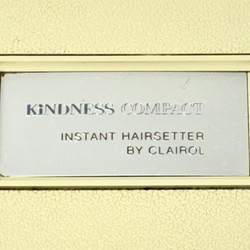 KiNDNESS COMPACT
INSTANT HAIRSETTER
BY CLAIROL